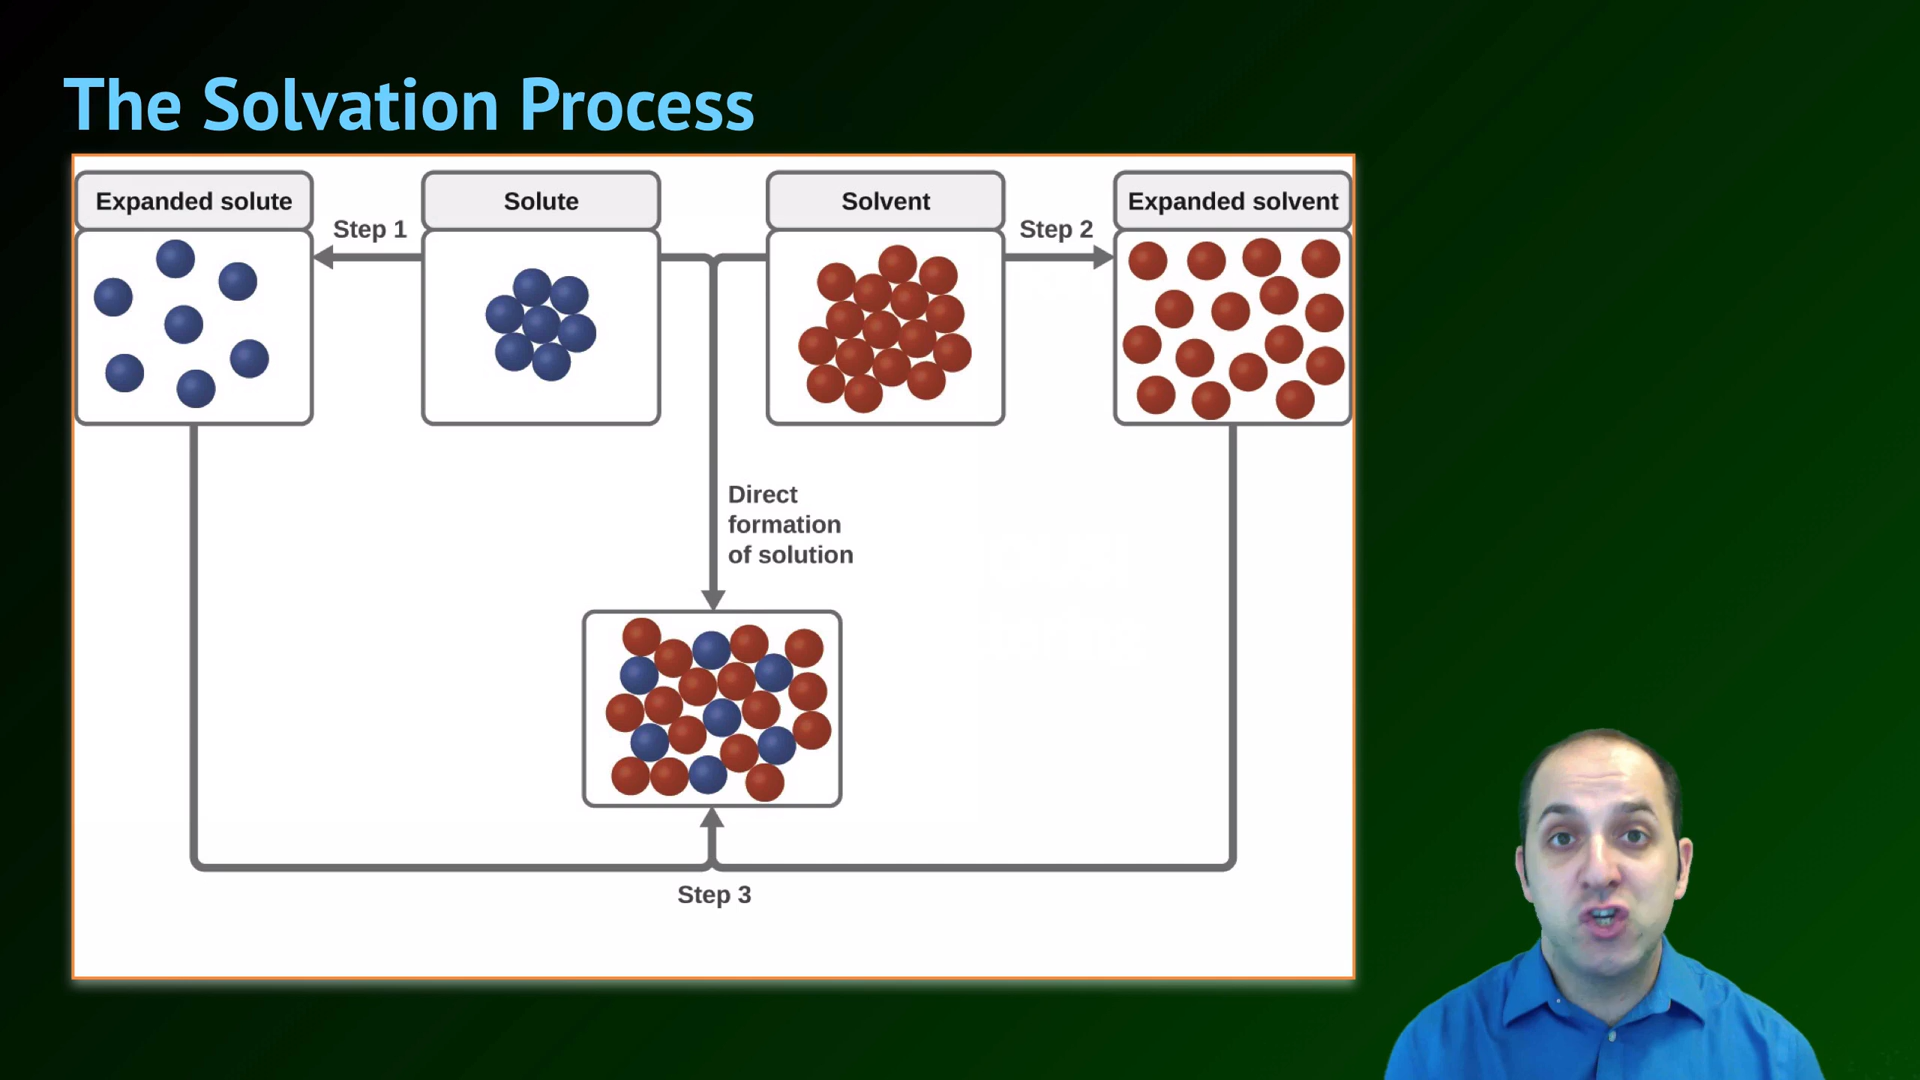 The Solvation Process
Expanded solute
Step 1
Solute
Solvent
Step 2
Expanded solvent
Direct
formation
of solution
Step 3